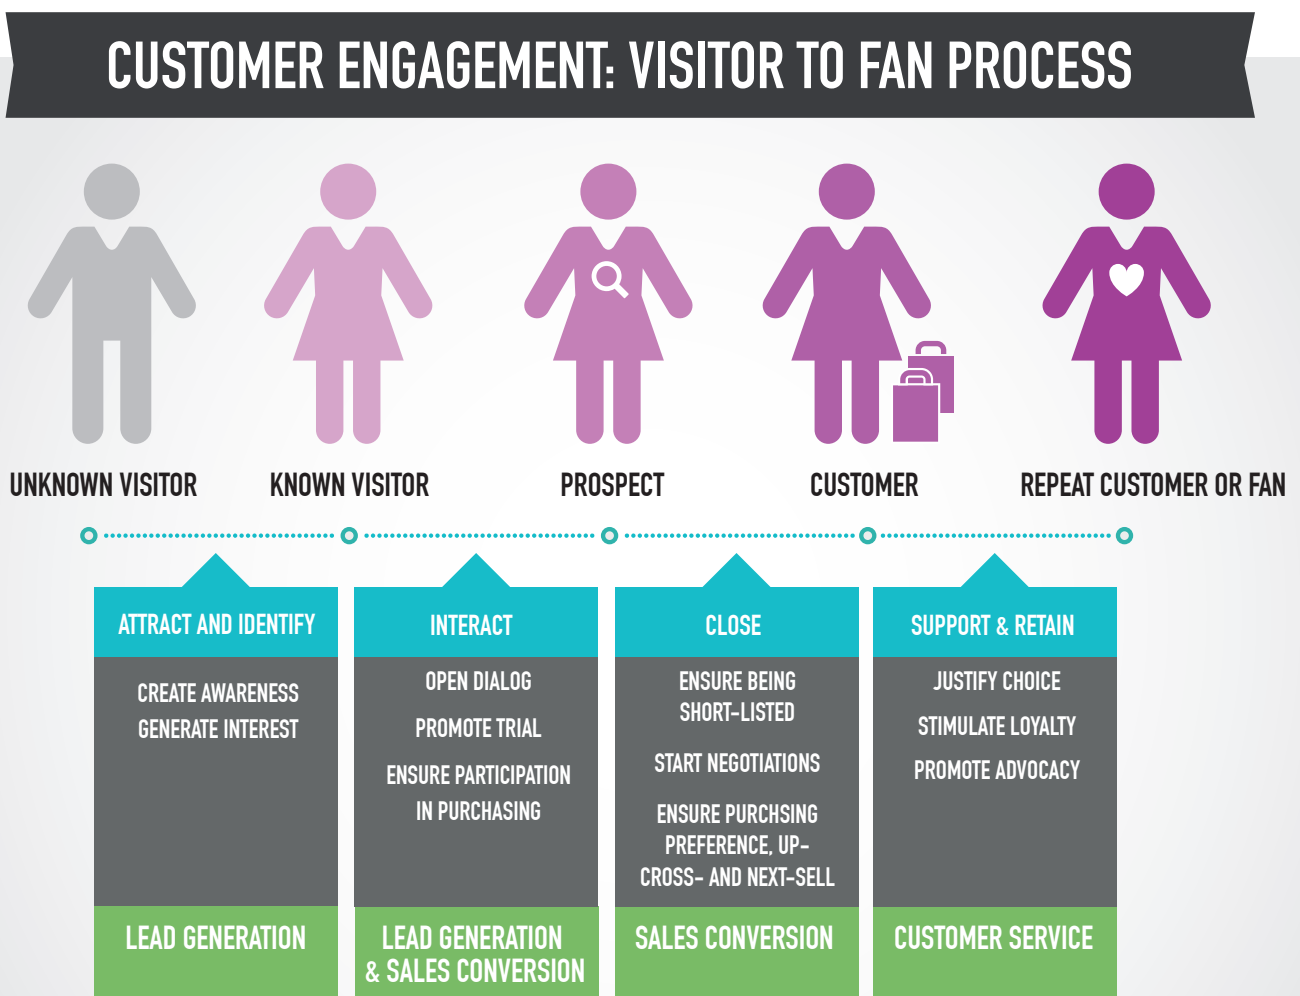 CUSTOMER ENGAGEMENT: VISITOR TO FAN PROCESS
UNKNOWN VISITOR
KNOWN VISITOR
PROSPECT
CUSTOMER
REPEAT CUSTOMER OR FAN
ATTRACT AND IDENTIFY
CREATE AWARENESS
GENERATE INTEREST
LEAD GENERATION
INTERACT
OPEN DIALOG
PROMOTE TRIAL
ENSURE PARTICIPATION
IN PURCHASING
LEAD GENERATION
& SALES CONVERSION
CLOSE
ENSURE BEING
SHORT-LISTED
START NEGOTIATIONS
ENSURE PURCHSING
PREFERENCE, UP-
CROSS- AND NEXT-SELL
SALES CONVERSION
SUPPORT & RETAIN
JUSTIFY CHOICE
STIMULATE LOYALTY
PROMOTE ADVOCACY
CUSTOMER SERVICE